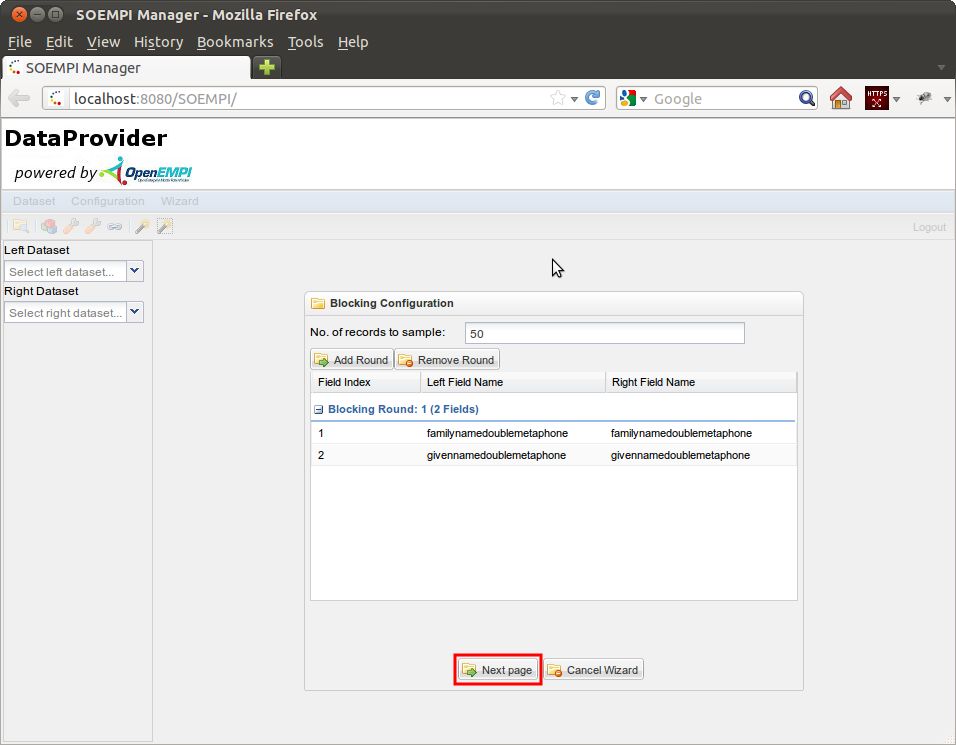 SOEMPI Manager - Mozilla Firefox
File Edit View History Bookmarks Tools Help
SOEMPI Manager
localhost:8080/SOEMPI/ Google HTTPS
DataProvider
powered by OpenEMPI
Dataset Configuration Wizard
Logout
Left Dataset
Select left dataset...
Right Dataset
Select right dataset...
Blocking Configuration
No. of records to sample: 50
Add Round Remove Round
Field Index Left Field Name Right Field Name
Blocking Round: 1 (2 Fields)
1 familynamedoublemetaphone familynamedoublemetaphone
2 givennamedoublemetaphone givennamedoublemetaphone
Next page Cancel Wizard